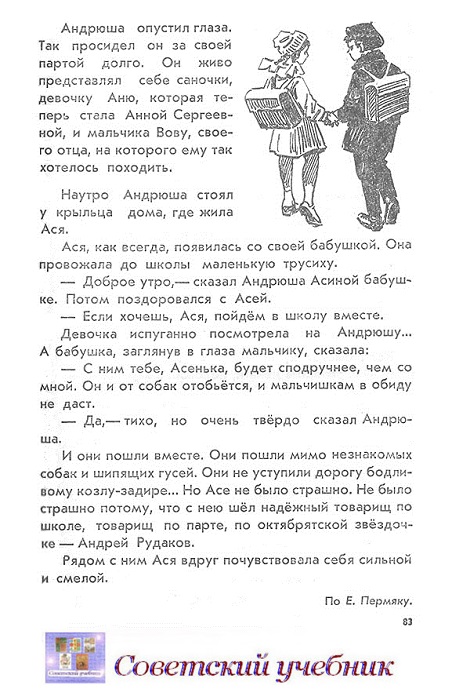 Андрюша опустил глаза.
Так просидел он за своей
партой долго. Он живо
представлял себе саночки,
девочку Аню, которая те-
перь стала Анной Сергеев-
ной, и мальчика Вову, свое-
го отца, на которого ему так
хотелось походить.
Наутро Андрюша стоял
у крыльца дома, где жила
Ася.
Ася, как всегда, появилась со своей бабушкой. Она
провожала до школы маленькую трусиху.
— Доброе утро,— сказал Андрюша Асиной бабуш-
ке. Потом поздоровался с Асей.
— Если хочешь, Ася, пойдём в школу вместе.
Девочка испуганно посмотрела на Андрюшу...
А бабушка, заглянув в глаза мальчику, сказала:
— С ним тебе, Асенька, будет сподручнее, чем со
мной. Он и от собак отобьётся, и мальчишкам в обиду
не даст.
— Да,— тихо, но очень твёрдо сказал Андрю-
ша.
И они пошли вместе. Они пошли мимо незнакомых
собак и шипящих гусей. Они не уступили дорогу бодли-
вому козлу-задире... Но Асе не было страшно. Не было
страшно потому, что с нею шёл надёжный товарищ по
школе, товарищ по парте, по октябрятской звёздоч-
ке — Андрей Рудаков.
Рядом с ним Ася вдруг почувствовала себя сильной
и смелой.
По Е. Пермяку.
83
Советский учебник